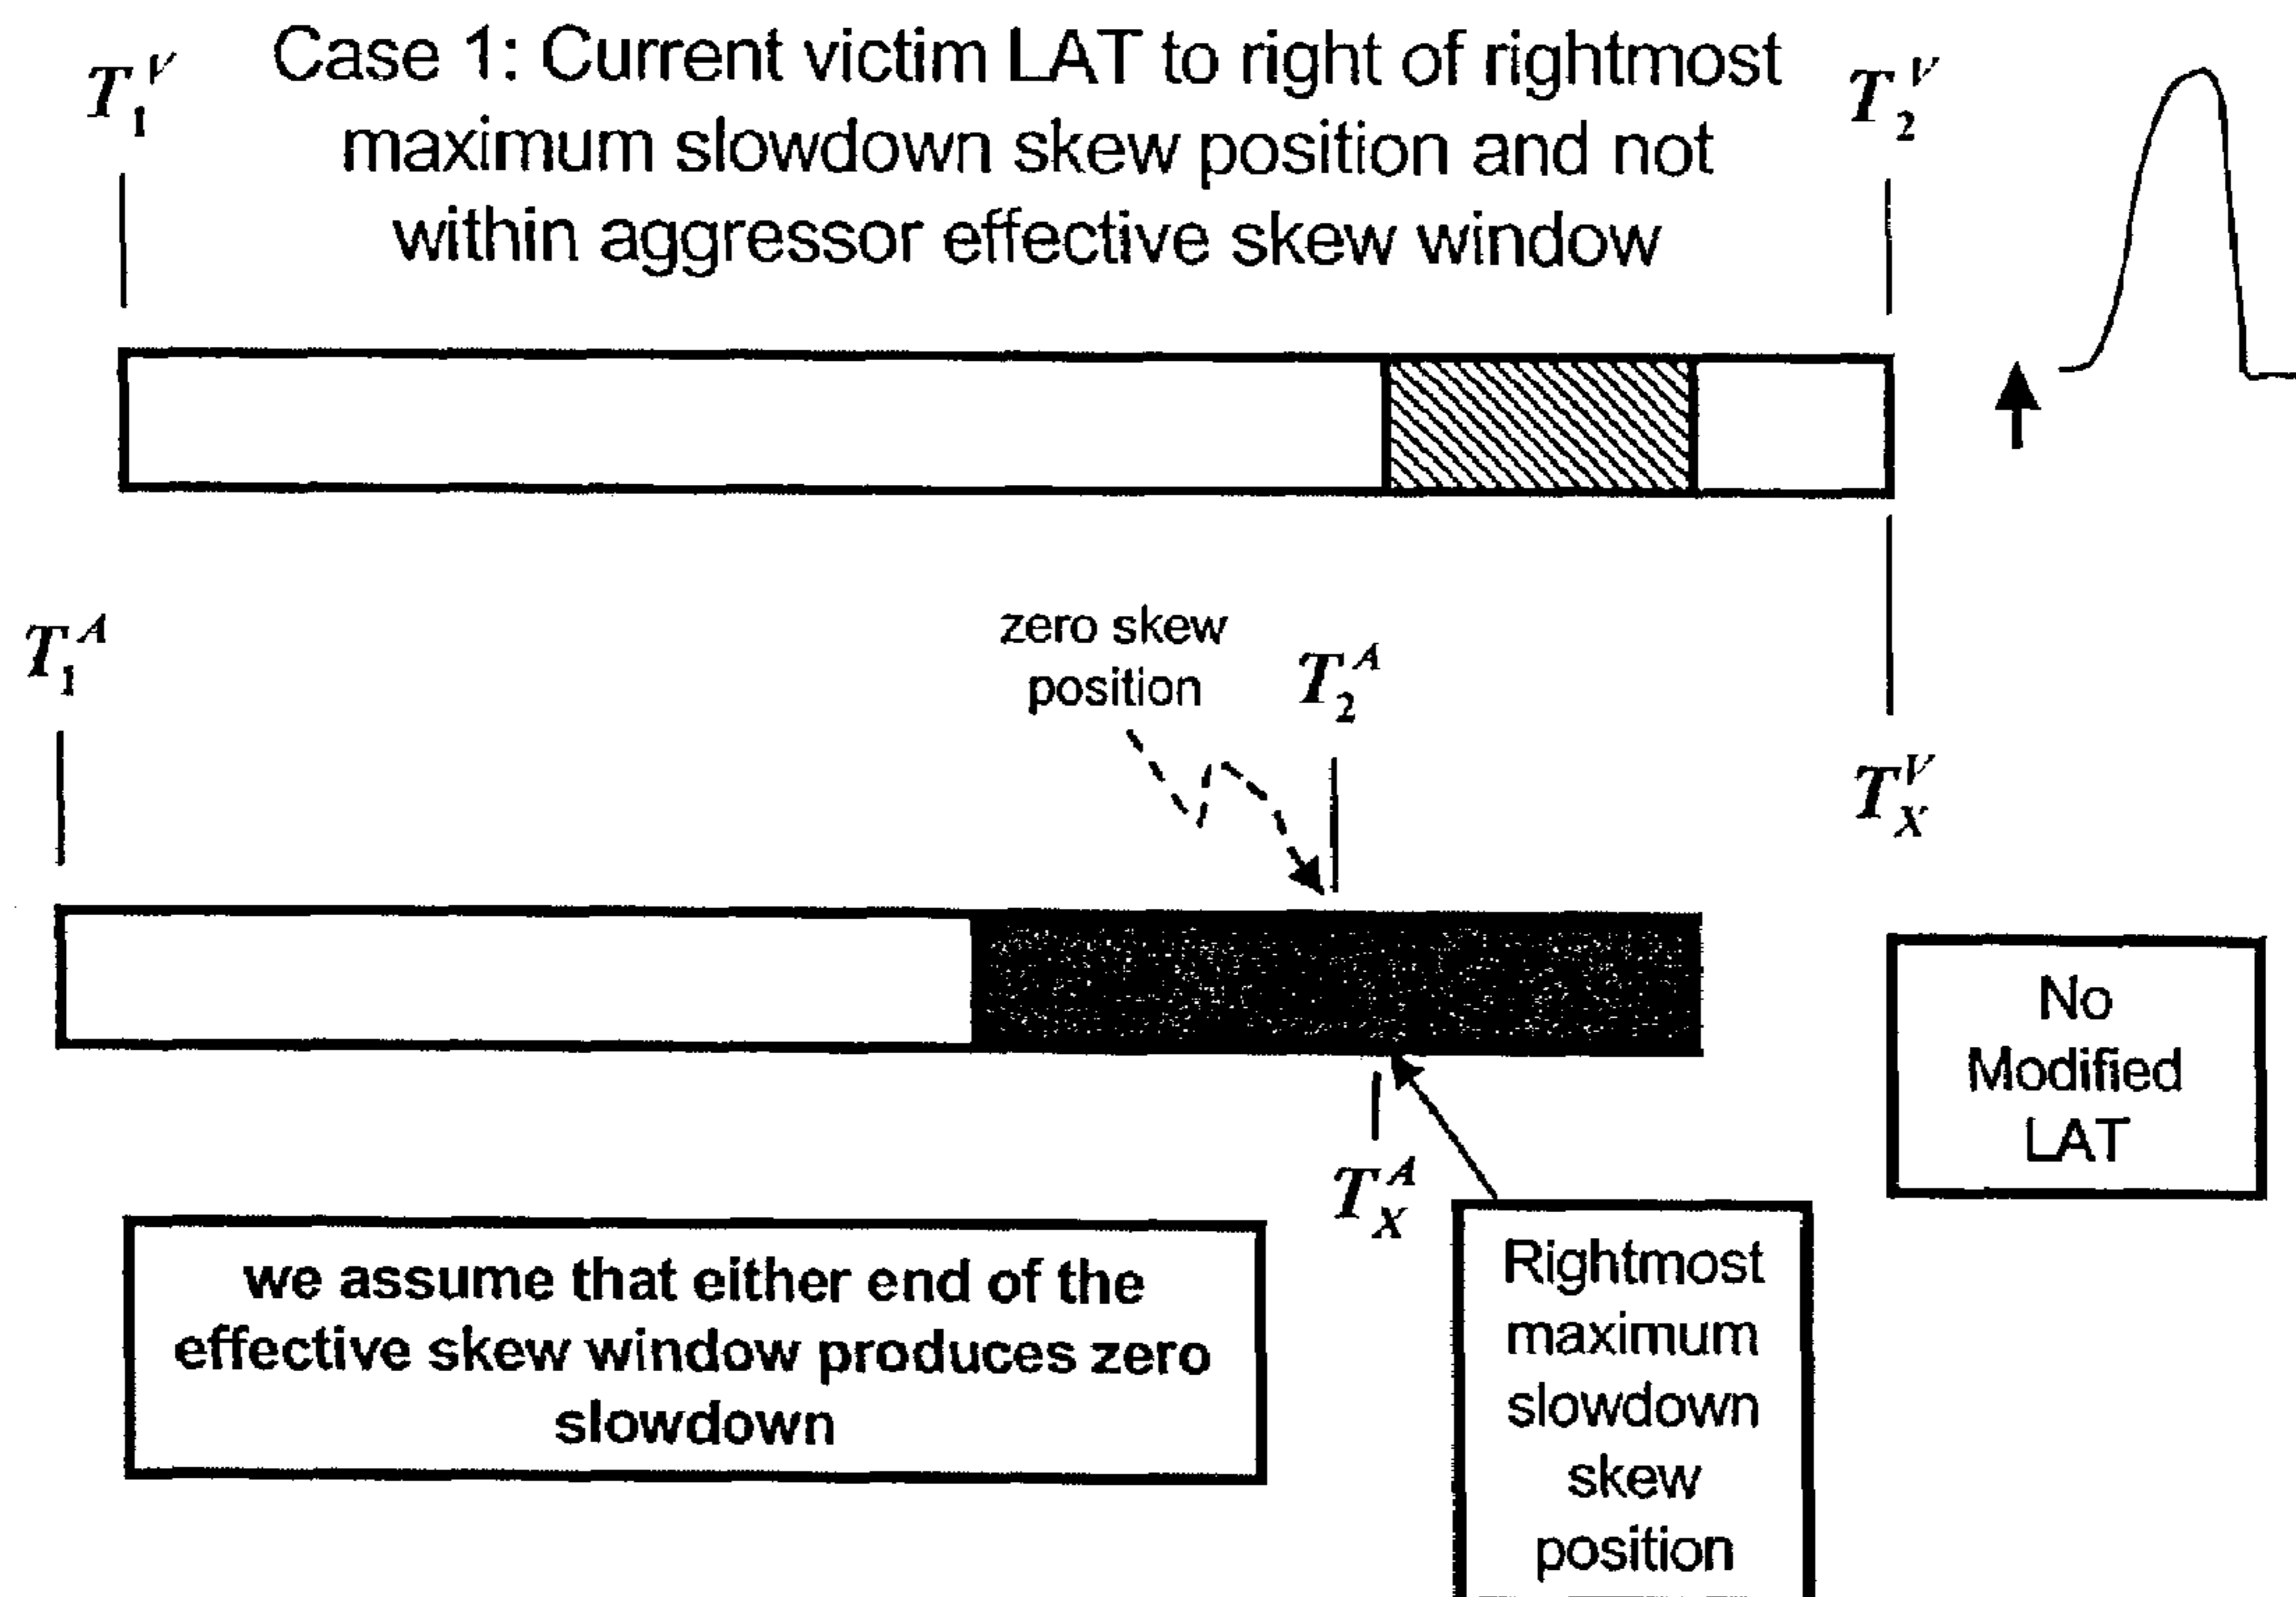 Case 1: Current victim LAT to right of rightmost
maximum slowdown skew position and not
within aggressor effective skew window
T₁ⱽ
T₂ⱽ
T₁ᴬ
zero skew
position
T₂ᴬ
Tₓⱽ
No
Modified
LAT
Tₓᴬ
we assume that either end of the
effective skew window produces zero
slowdown
Rightmost
maximum
slowdown
skew
position